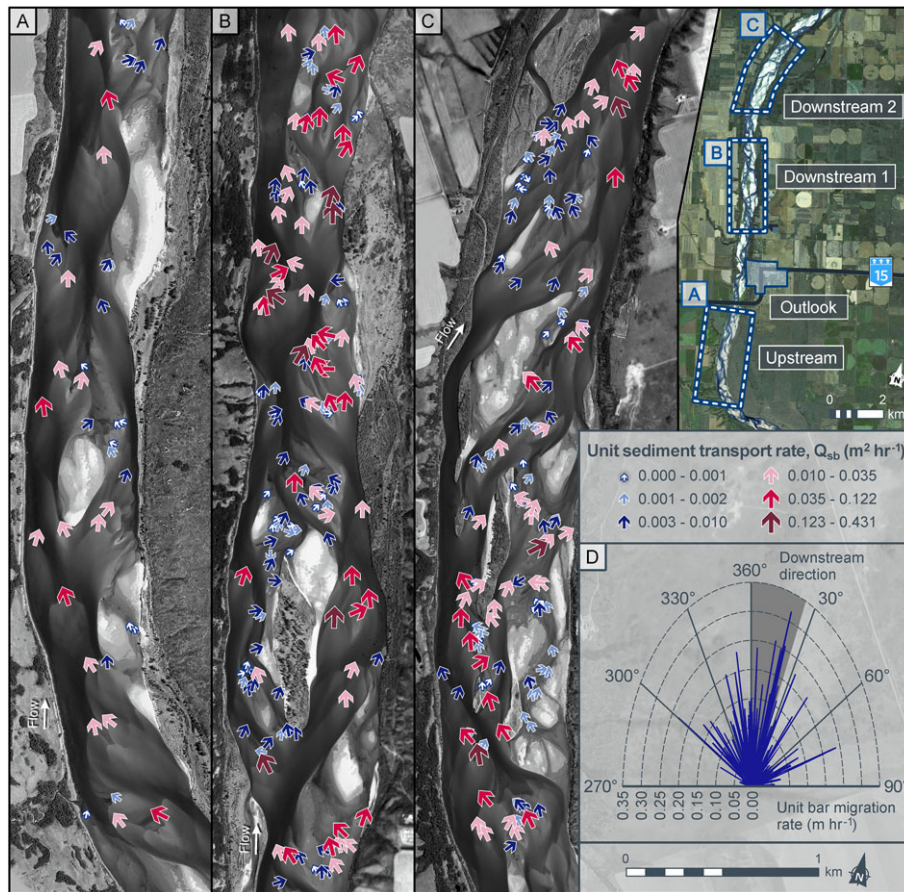 A
Flow
B
Flow
C
Flow
C
Downstream 2
B
Downstream 1
15
A
Outlook
Upstream
N
0 2
km
Unit sediment transport rate, Qsb (m² hr⁻¹)
0.000 - 0.001
0.010 - 0.035
0.001 - 0.002
0.035 - 0.122
0.003 - 0.010
0.123 - 0.431
D
Downstream
direction
360°
330°
30°
300°
60°
270°
90°
0.35
0.30
0.25
0.20
0.15
0.10
0.05
0.00
Unit bar migration
rate (m hr⁻¹)
0 1
km
N